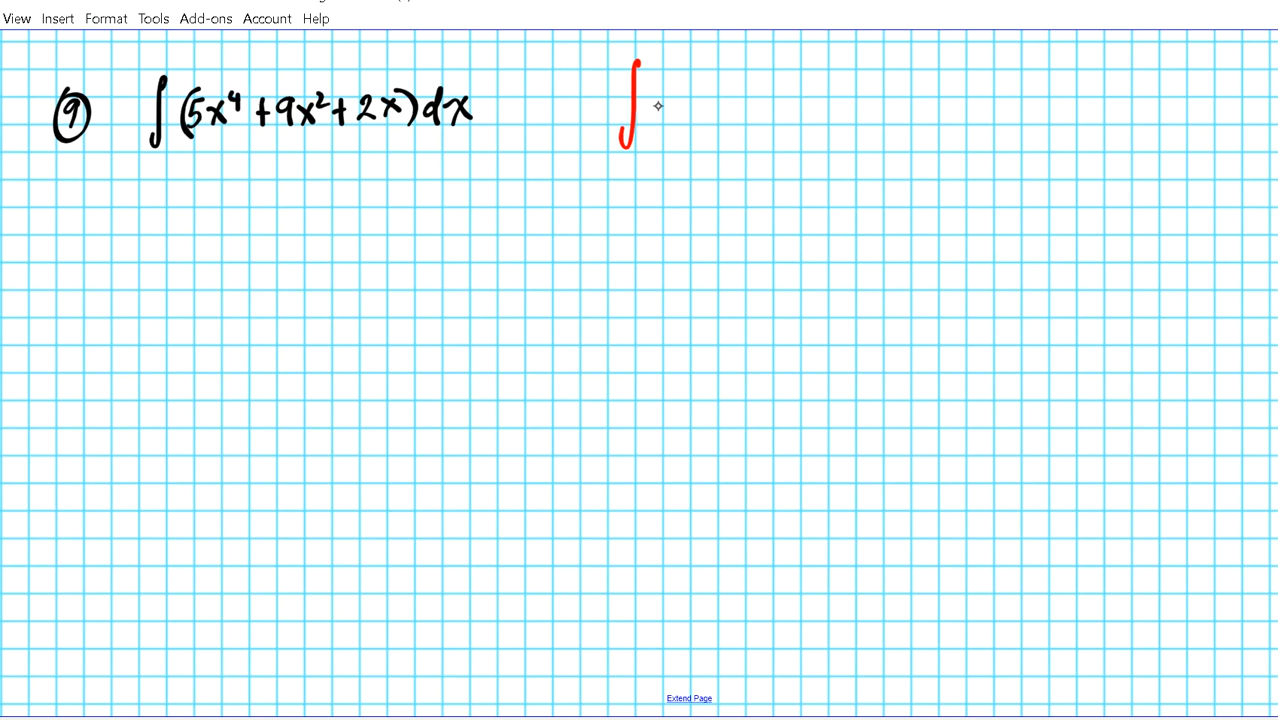 View Insert Format Tools Add-ons Account Help
⑨ ∫ (5x⁴ + 9x² + 2x) dx ∫
Extend Page